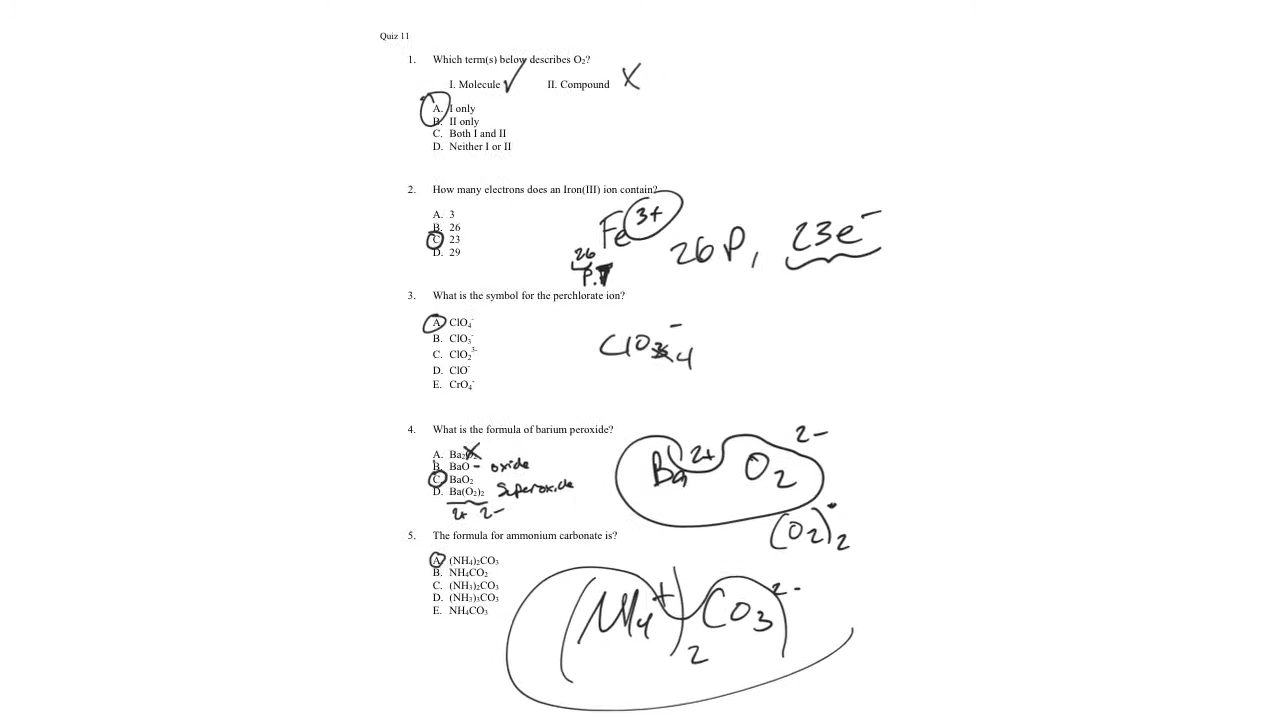 Quiz 11
1. Which term(s) below describes O₂?
I. Molecule ✓ II. Compound X
A. I only
B. II only
C. Both I and II
D. Neither I or II
2. How many electrons does an Iron(III) ion contain?
A. 3
B. 26
C. 23
D. 29
Fe 3+
26
P.
26 P, 23e⁻
3. What is the symbol for the perchlorate ion?
A. ClO₄⁻
B. ClO₃⁻
C. ClO₂³⁻
D. ClO⁻
E. CrO₄⁻
ClO₄⁻
4. What is the formula of barium peroxide?
A. Ba₂O₂
B. BaO - oxide
C. BaO₂
D. Ba(O₂)₂ Superoxide
2+ 2-
Ba 2+ O₂ 2-
(O₂)⁻₂
5. The formula for ammonium carbonate is?
A. (NH₄)₂CO₃
B. NH₄CO₂
C. (NH₃)₂CO₃
D. (NH₃)₃CO₃
E. NH₄CO₃
(NH₄⁺)₂ CO₃ 2-